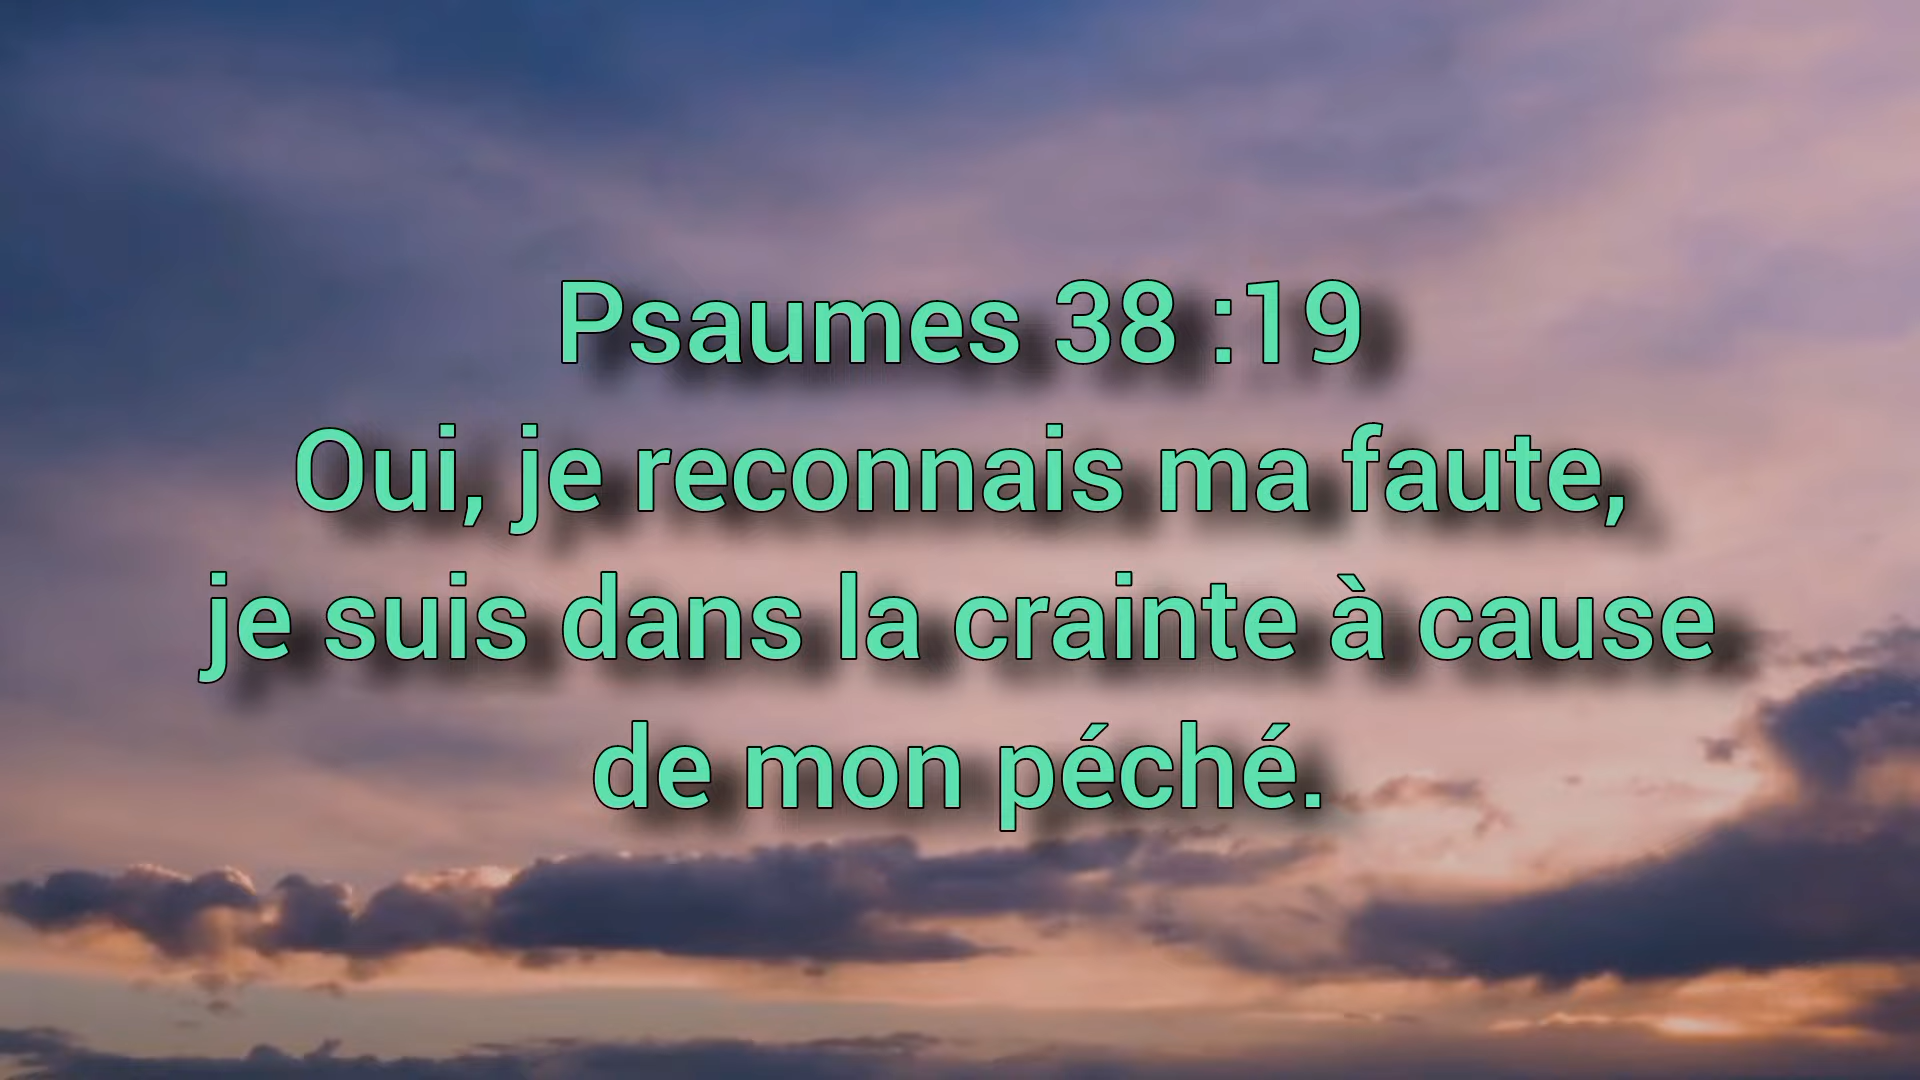 Psaumes 38 :19
Oui, je reconnais ma faute,
je suis dans la crainte à cause
de mon péché.